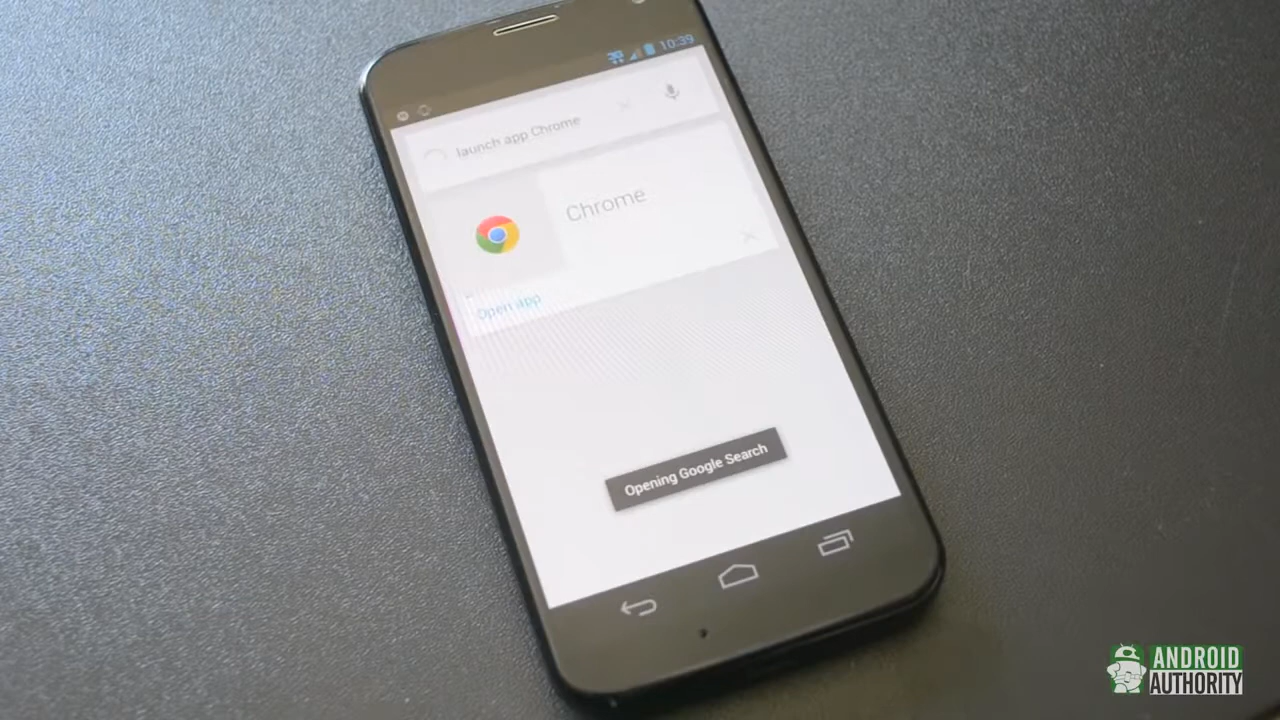 10:39
launch app Chrome
Chrome
Open app
Opening Google Search
ANDROID
AUTHORITY